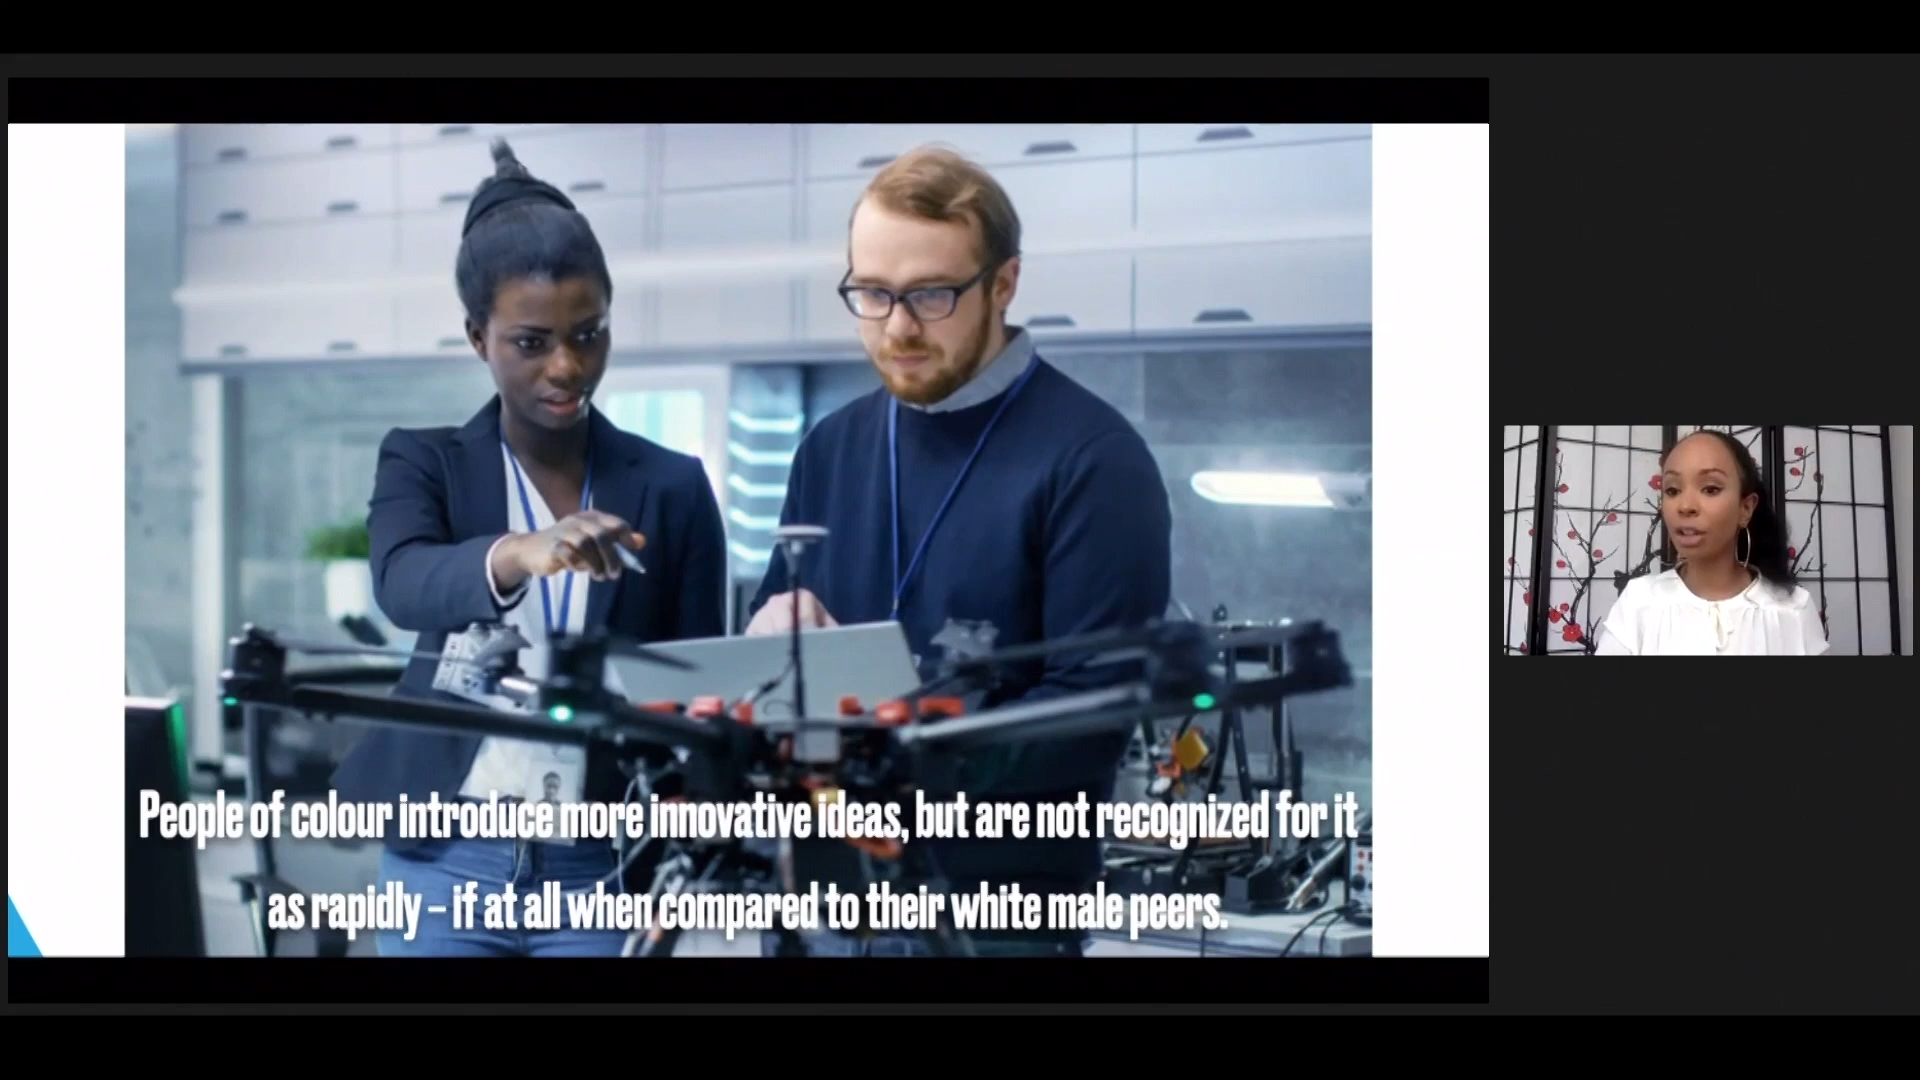 People of colour introduce more innovative ideas, but are not recognized for it
as rapidly – if at all when compared to their white male peers.